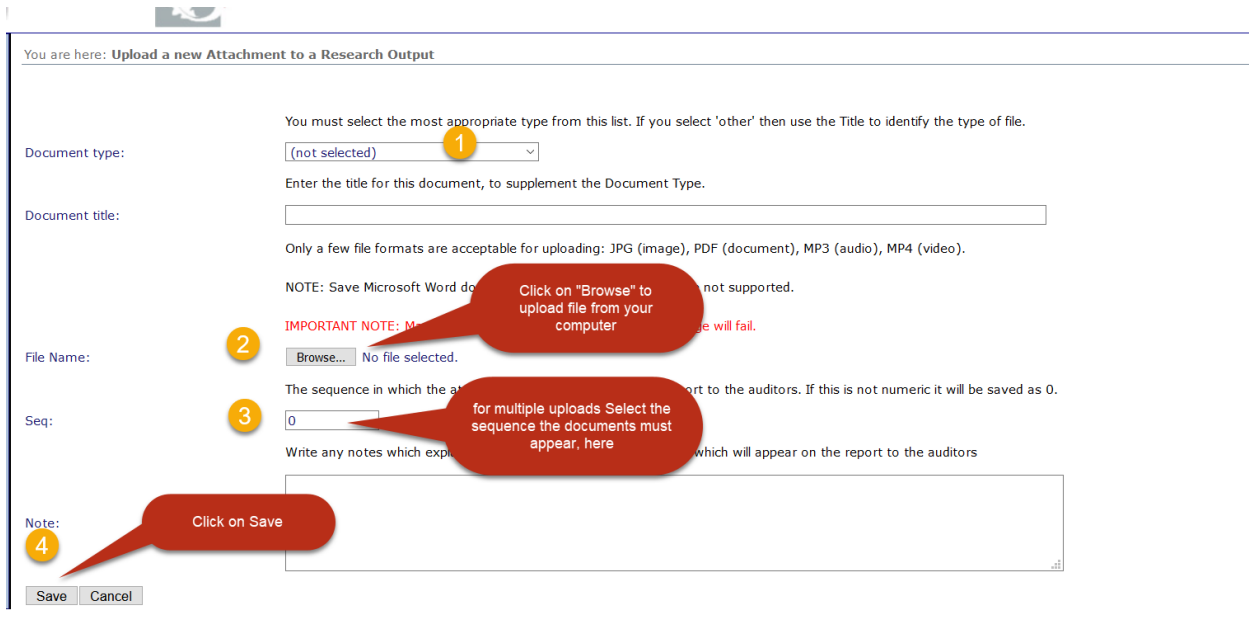 You are here: Upload a new Attachment to a Research Output
You must select the most appropriate type from this list. If you select 'other' then use the Title to identify the type of file.
1
Document type:
(not selected)
Enter the title for this document, to supplement the Document Type.
Document title:
Only a few file formats are acceptable for uploading: JPG (image), PDF (document), MP3 (audio), MP4 (video).
NOTE: Save Microsoft Word not supported.
Click on "Browse" to
upload file from your
computer
IMPORTANT NOTE: will fail.
2
File Name:
Browse... No file selected.
The sequence in which the to the auditors. If this is not numeric it will be saved as 0.
3
Seq:
0
for multiple uploads Select the
sequence the documents must
appear, here
Write any notes which which will appear on the report to the auditors
Note:
Click on Save
4
Save Cancel